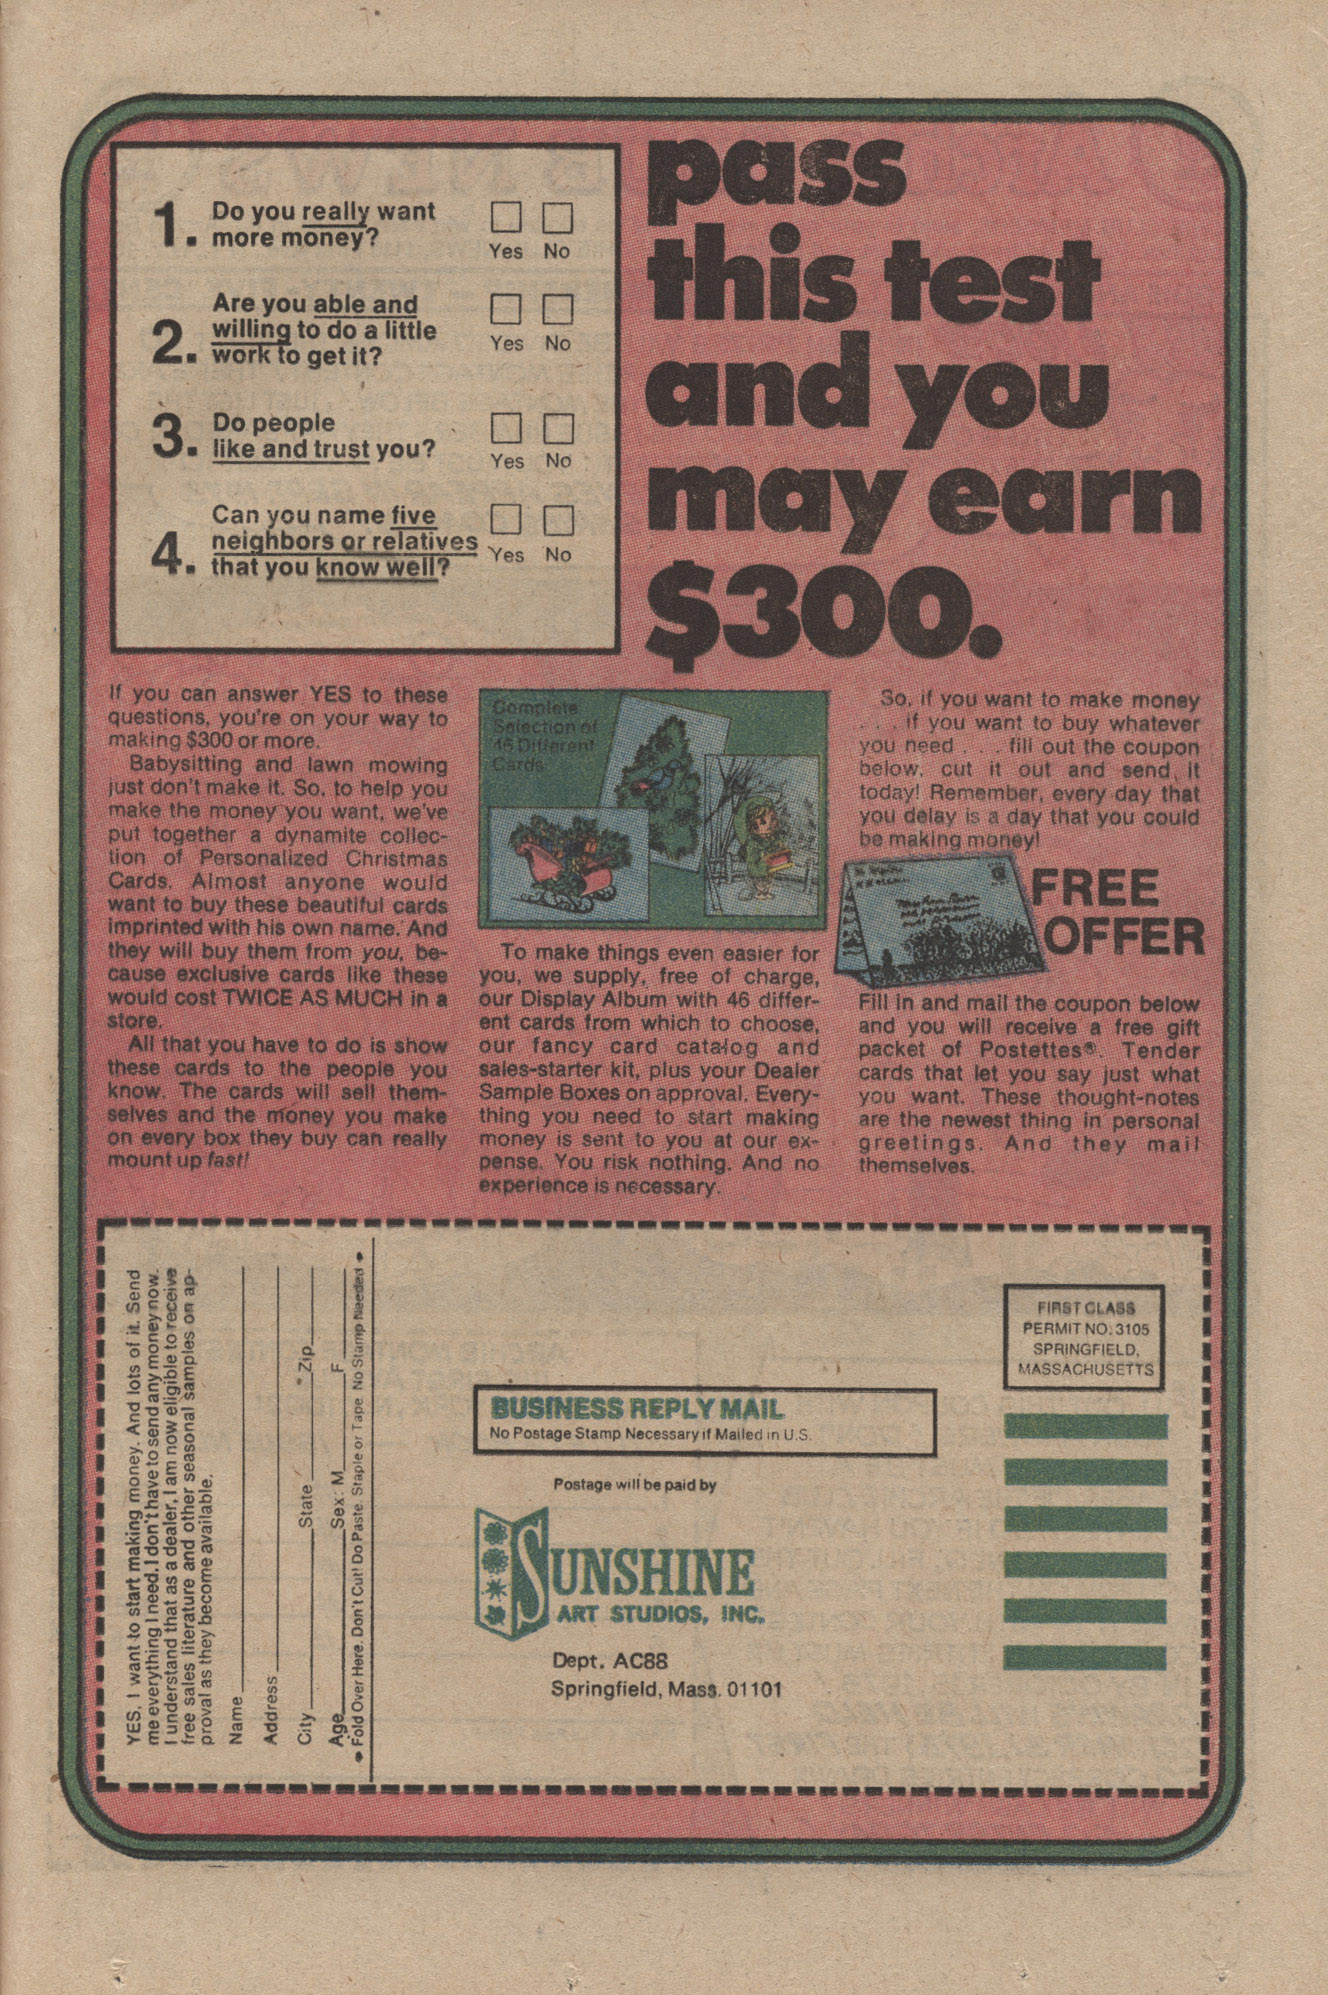 pass
this test
and you
may earn
$300.
1. Do you really want
more money?
Yes No
2. Are you able and
willing to do a little
work to get it?
Yes No
3. Do people
like and trust you?
Yes No
4. Can you name five
neighbors or relatives
that you know well?
Yes No
If you can answer YES to these
questions, you're on your way to
making $300 or more.
Babysitting and lawn mowing
just don't make it. So, to help you
make the money you want, we've
put together a dynamite collec-
tion of Personalized Christmas
Cards. Almost anyone would
want to buy these beautiful cards
imprinted with his own name. And
they will buy them from you, be-
cause exclusive cards like these
would cost TWICE AS MUCH in a
store.
All that you have to do is show
these cards to the people you
know. The cards will sell them-
selves and the money you make
on every box they buy can really
mount up fast!
Complete
Selection of
46 Different
Cards
To make things even easier for
you, we supply, free of charge,
our Display Album with 46 differ-
ent cards from which to choose,
our fancy card catalog and
sales-starter kit, plus your Dealer
Sample Boxes on approval. Every-
thing you need to start making
money is sent to you at our ex-
pense. You risk nothing. And no
experience is necessary.
So, if you want to make money
. . . if you want to buy whatever
you need . . . fill out the coupon
below, cut it out and send it
today! Remember, every day that
you delay is a day that you could
be making money!
FREE
OFFER
Fill in and mail the coupon below
and you will receive a free gift
packet of Postettes®. Tender
cards that let you say just what
you want. These thought-notes
are the newest thing in personal
greetings. And they mail
themselves.
YES, I want to start making money. And lots of it. Send
me everything I need. I don't have to send any money now.
I understand that as a dealer, I am now eligible to receive
free sales literature and other seasonal samples on ap-
proval as they become available.
Name
Address
City State Zip
Age Sex: M F
Fold Over Here. Don't Cut! Do Paste, Staple or Tape. No Stamp Needed
FIRST CLASS
PERMIT NO. 3105
SPRINGFIELD,
MASSACHUSETTS
BUSINESS REPLY MAIL
No Postage Stamp Necessary if Mailed in U.S.
Postage will be paid by
SUNSHINE
ART STUDIOS, INC.
Dept. AC88
Springfield, Mass. 01101